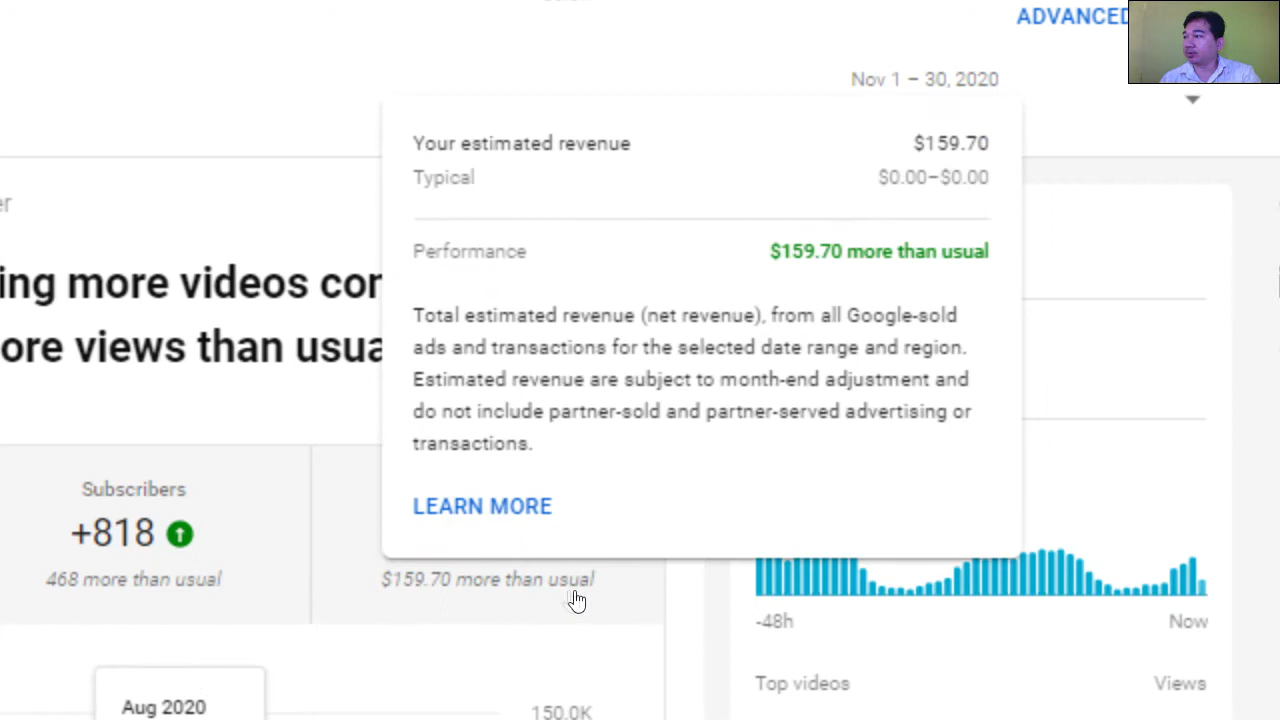 ADVANCED
Nov 1 – 30, 2020
Your estimated revenue $159.70
Typical $0.00–$0.00
Performance $159.70 more than usual
Total estimated revenue (net revenue), from all Google-sold
ads and transactions for the selected date range and region.
Estimated revenue are subject to month-end adjustment and
do not include partner-sold and partner-served advertising or
transactions.
LEARN MORE
er
ing more videos cor
ore views than usua
Subscribers
+818
468 more than usual
$159.70 more than usual
-48h Now
Top videos Views
Aug 2020
150.0K